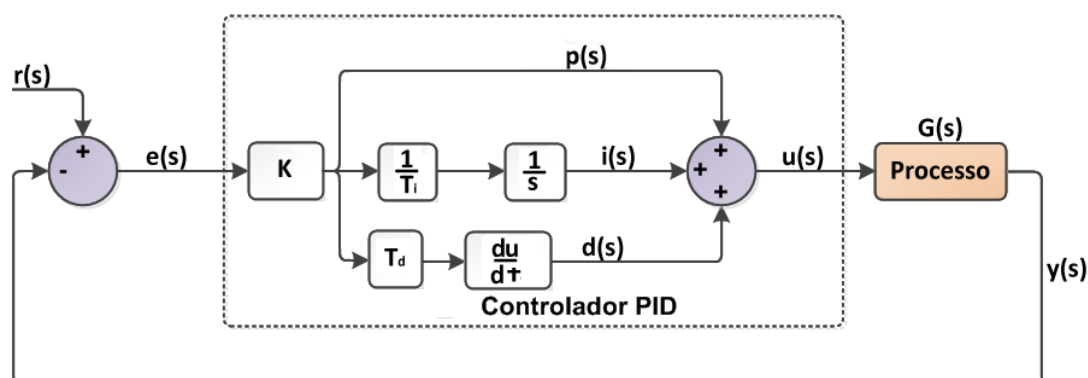 r(s)
+
-
e(s)
K
p(s)
1
Ti
1
s
i(s)
Td
du
dt
d(s)
+
+
+
u(s)
G(s)
Processo
y(s)
Controlador PID